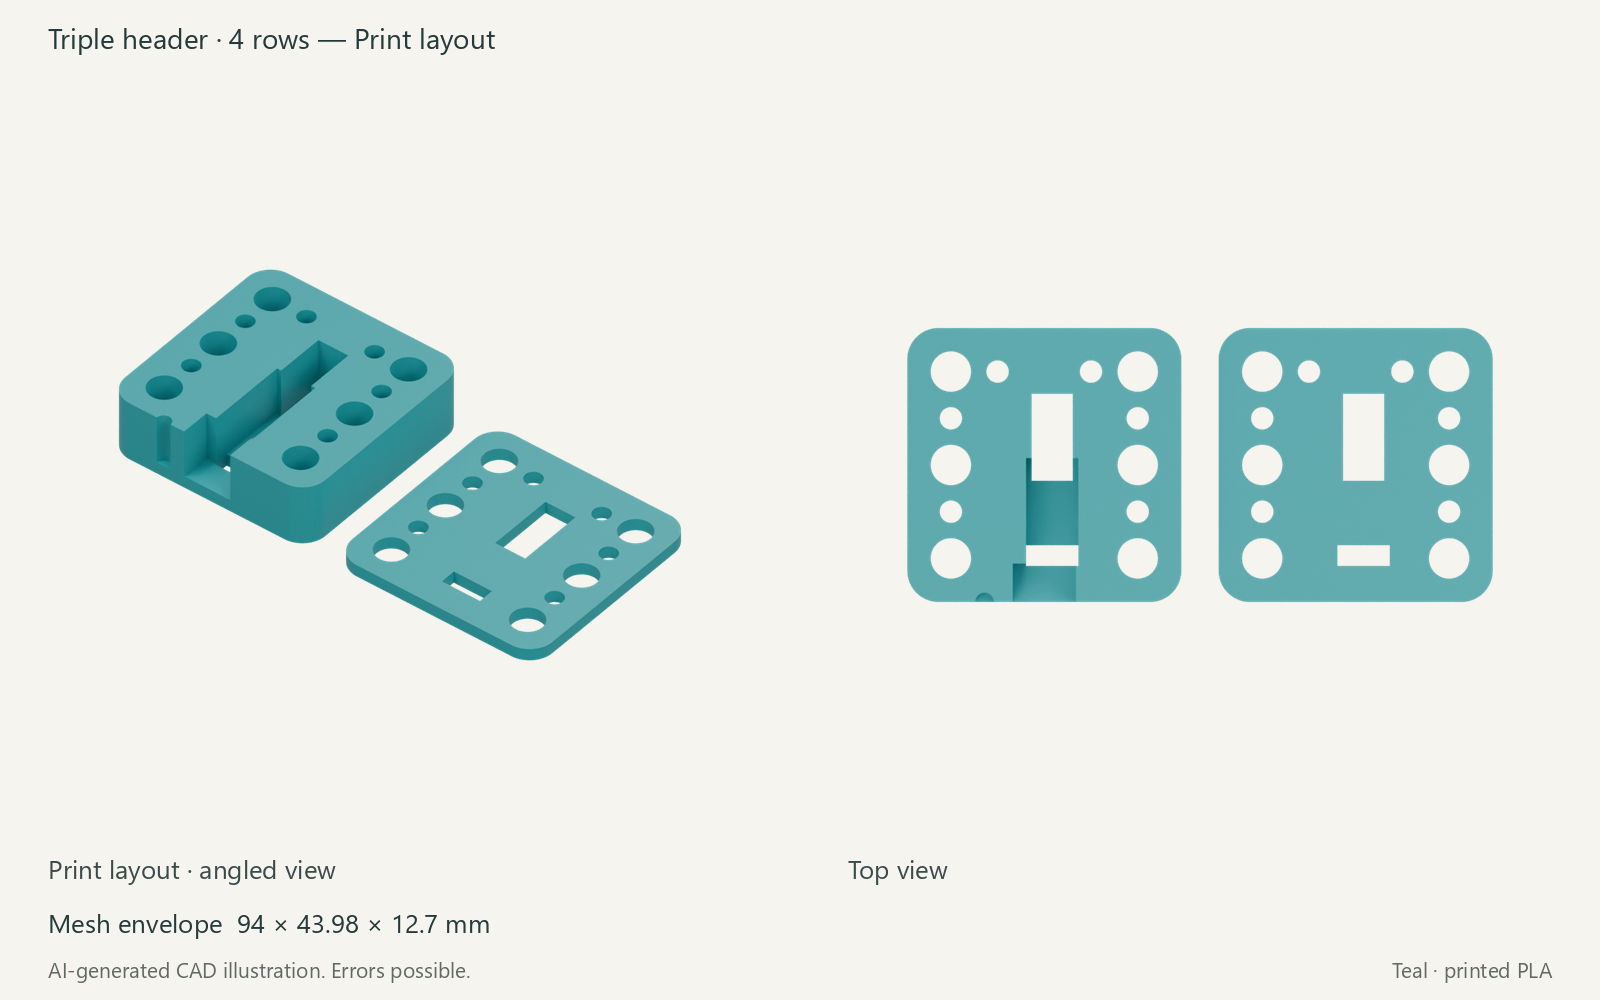 Triple header · 4 rows — Print layout
Print layout · angled view
Top view
Mesh envelope 94 × 43.98 × 12.7 mm
AI-generated CAD illustration. Errors possible.
Teal · printed PLA